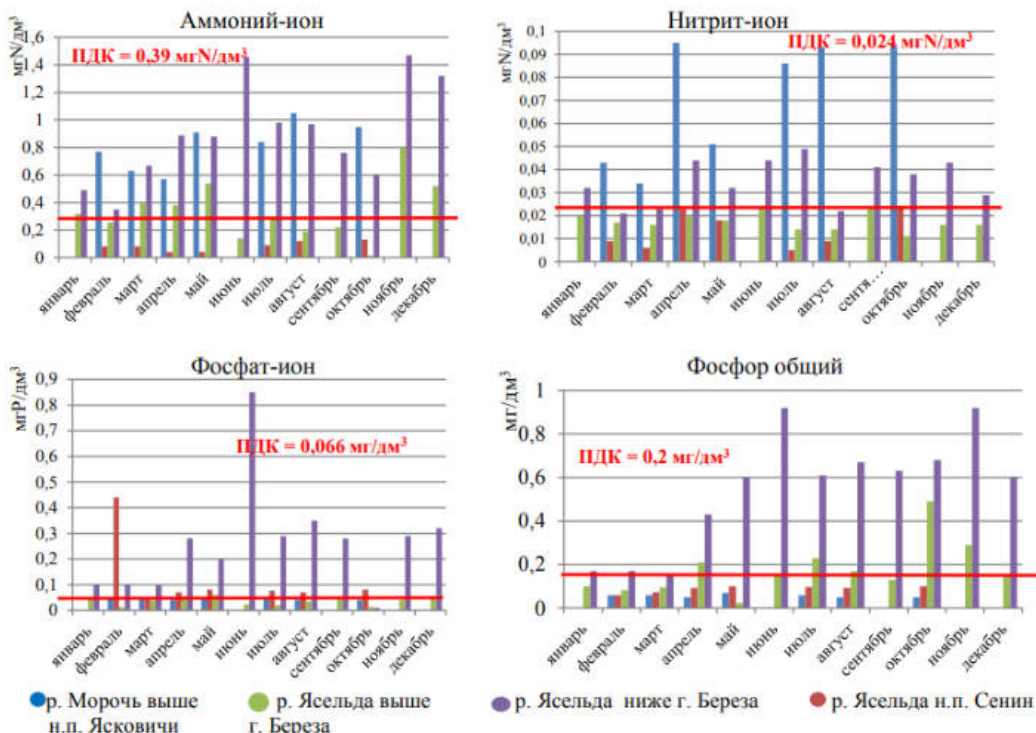 Аммоний-ион
мгN/дм³
ПДК = 0,39 мгN/дм³
1,6
1,4
1,2
1
0,8
0,6
0,4
0,2
0
январь
февраль
март
апрель
май
июнь
июль
август
сентябрь
октябрь
ноябрь
декабрь
Нитрит-ион
мгN/дм³
ПДК = 0,024 мгN/дм³
0,1
0,09
0,08
0,07
0,06
0,05
0,04
0,03
0,02
0,01
0
январь
февраль
март
апрель
май
июнь
июль
август
сентя…
октябрь
ноябрь
декабрь
Фосфат-ион
мгР/дм³
ПДК = 0,066 мг/дм³
0,9
0,8
0,7
0,6
0,5
0,4
0,3
0,2
0,1
0
январь
февраль
март
апрель
май
июнь
июль
август
сентябрь
октябрь
ноябрь
декабрь
Фосфор общий
мг/дм³
ПДК = 0,2 мг/дм³
1
0,8
0,6
0,4
0,2
0
январь
февраль
март
апрель
май
июнь
июль
август
сентябрь
октябрь
ноябрь
декабрь
р. Морочь выше
н.п. Ясковичи
р. Ясельда выше
г. Береза
р. Ясельда ниже г. Береза
р. Ясельда н.п. Сенин